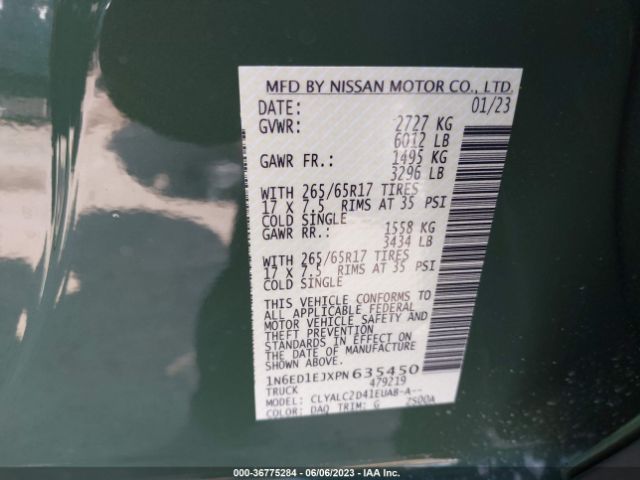 MFD BY NISSAN MOTOR CO., LTD.
DATE: 01/23
GVWR: 2727 KG
6012 LB
GAWR FR.: 1495 KG
3296 LB
WITH 265/65R17 TIRES
17 X 7.5 RIMS AT 35 PSI
COLD SINGLE
GAWR RR.: 1558 KG
3434 LB
WITH 265/65R17 TIRES
17 X 7.5 RIMS AT 35 PSI
COLD SINGLE
THIS VEHICLE CONFORMS TO
ALL APPLICABLE FEDERAL
MOTOR VEHICLE SAFETY AND
THEFT PREVENTION
STANDARDS IN EFFECT ON
THE DATE OF MANUFACTURE
SHOWN ABOVE.
1N6ED1EJXPN635450
TRUCK 479219
MODEL: CLYALC2D41EUAB-A--
COLOR: DAQ TRIM: G 2S00A
000-36775284 - 06/06/2023 - IAA Inc.